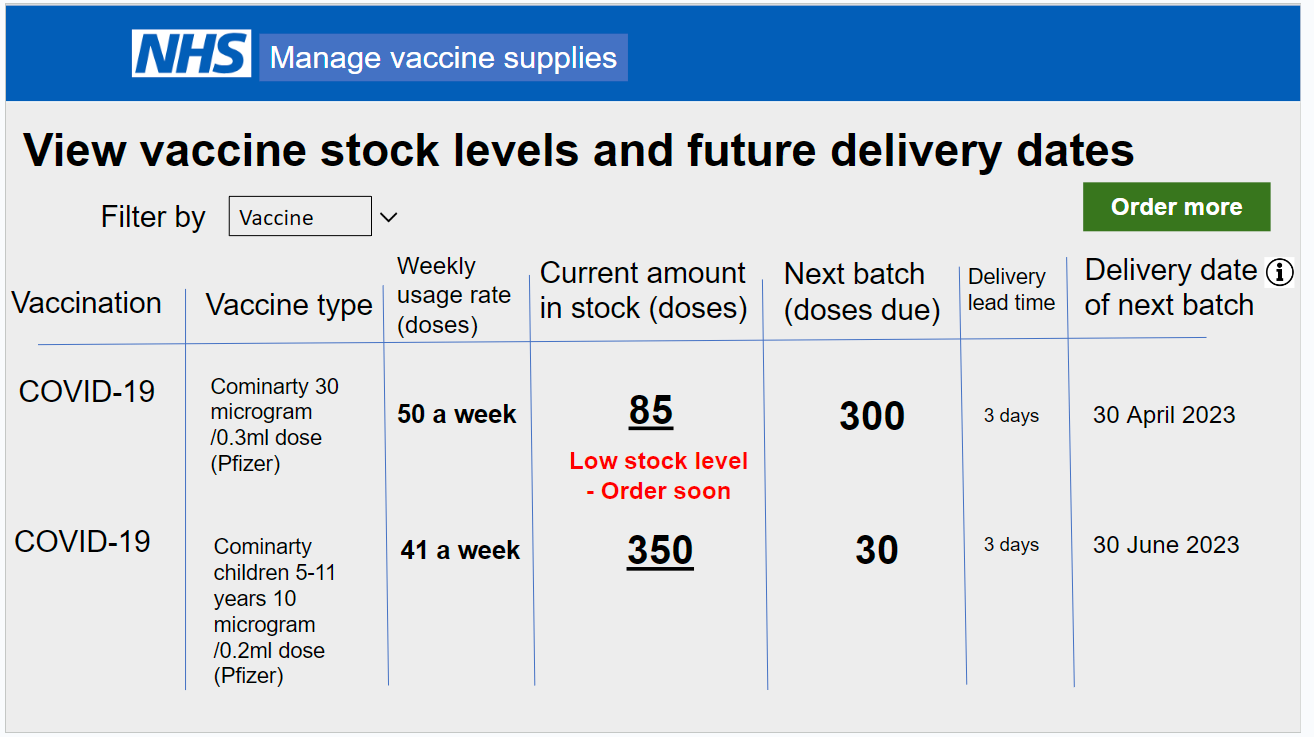 NHS Manage vaccine supplies
View vaccine stock levels and future delivery dates
Filter by Vaccine
Order more
Vaccination
Vaccine type
Weekly
usage rate
(doses)
Current amount
in stock (doses)
Next batch
(doses due)
Delivery
lead time
Delivery date
of next batch
COVID-19
Cominarty 30
microgram
/0.3ml dose
(Pfizer)
50 a week
85
Low stock level
- Order soon
300
3 days
30 April 2023
COVID-19
Cominarty
children 5-11
years 10
microgram
/0.2ml dose
(Pfizer)
41 a week
350
30
3 days
30 June 2023